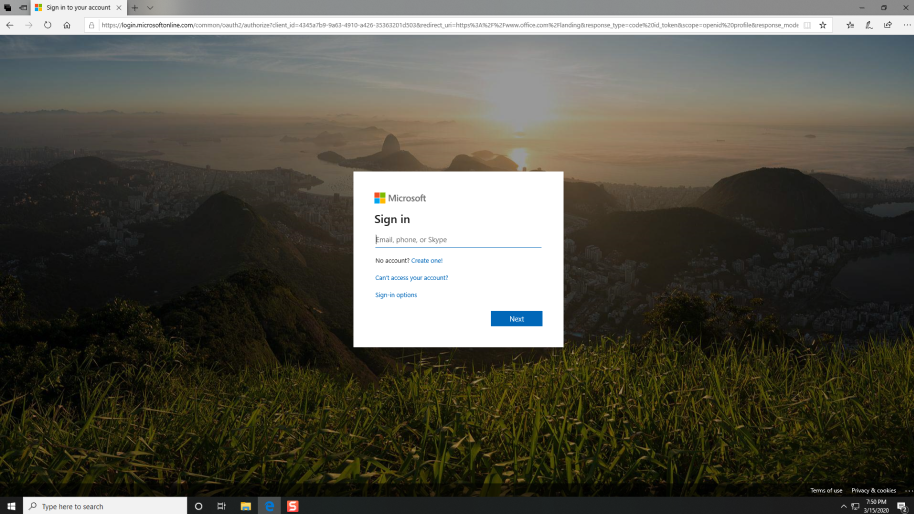 Sign in to your account
https://login.microsoftonline.com/common/oauth2/authorize?client_id=4345a7b9-9a63-4910-a426-35363201d503&redirect_uri=https%3A%2F%2Fwww.office.com%2Flanding&response_type=code%20id_token&scope=openid%20profile&response_mode
Microsoft
Sign in
Email, phone, or Skype
No account? Create one!
Can't access your account?
Sign-in options
Next
Terms of use Privacy & cookies ...
Type here to search
7:50 PM
3/15/2020